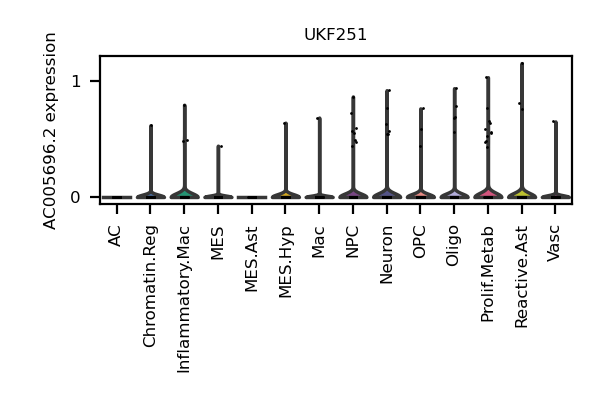 UKF251
AC005696.2 expression
1
0
AC
Chromatin.Reg
Inflammatory.Mac
MES
MES.Ast
MES.Hyp
Mac
NPC
Neuron
OPC
Oligo
Prolif.Metab
Reactive.Ast
Vasc